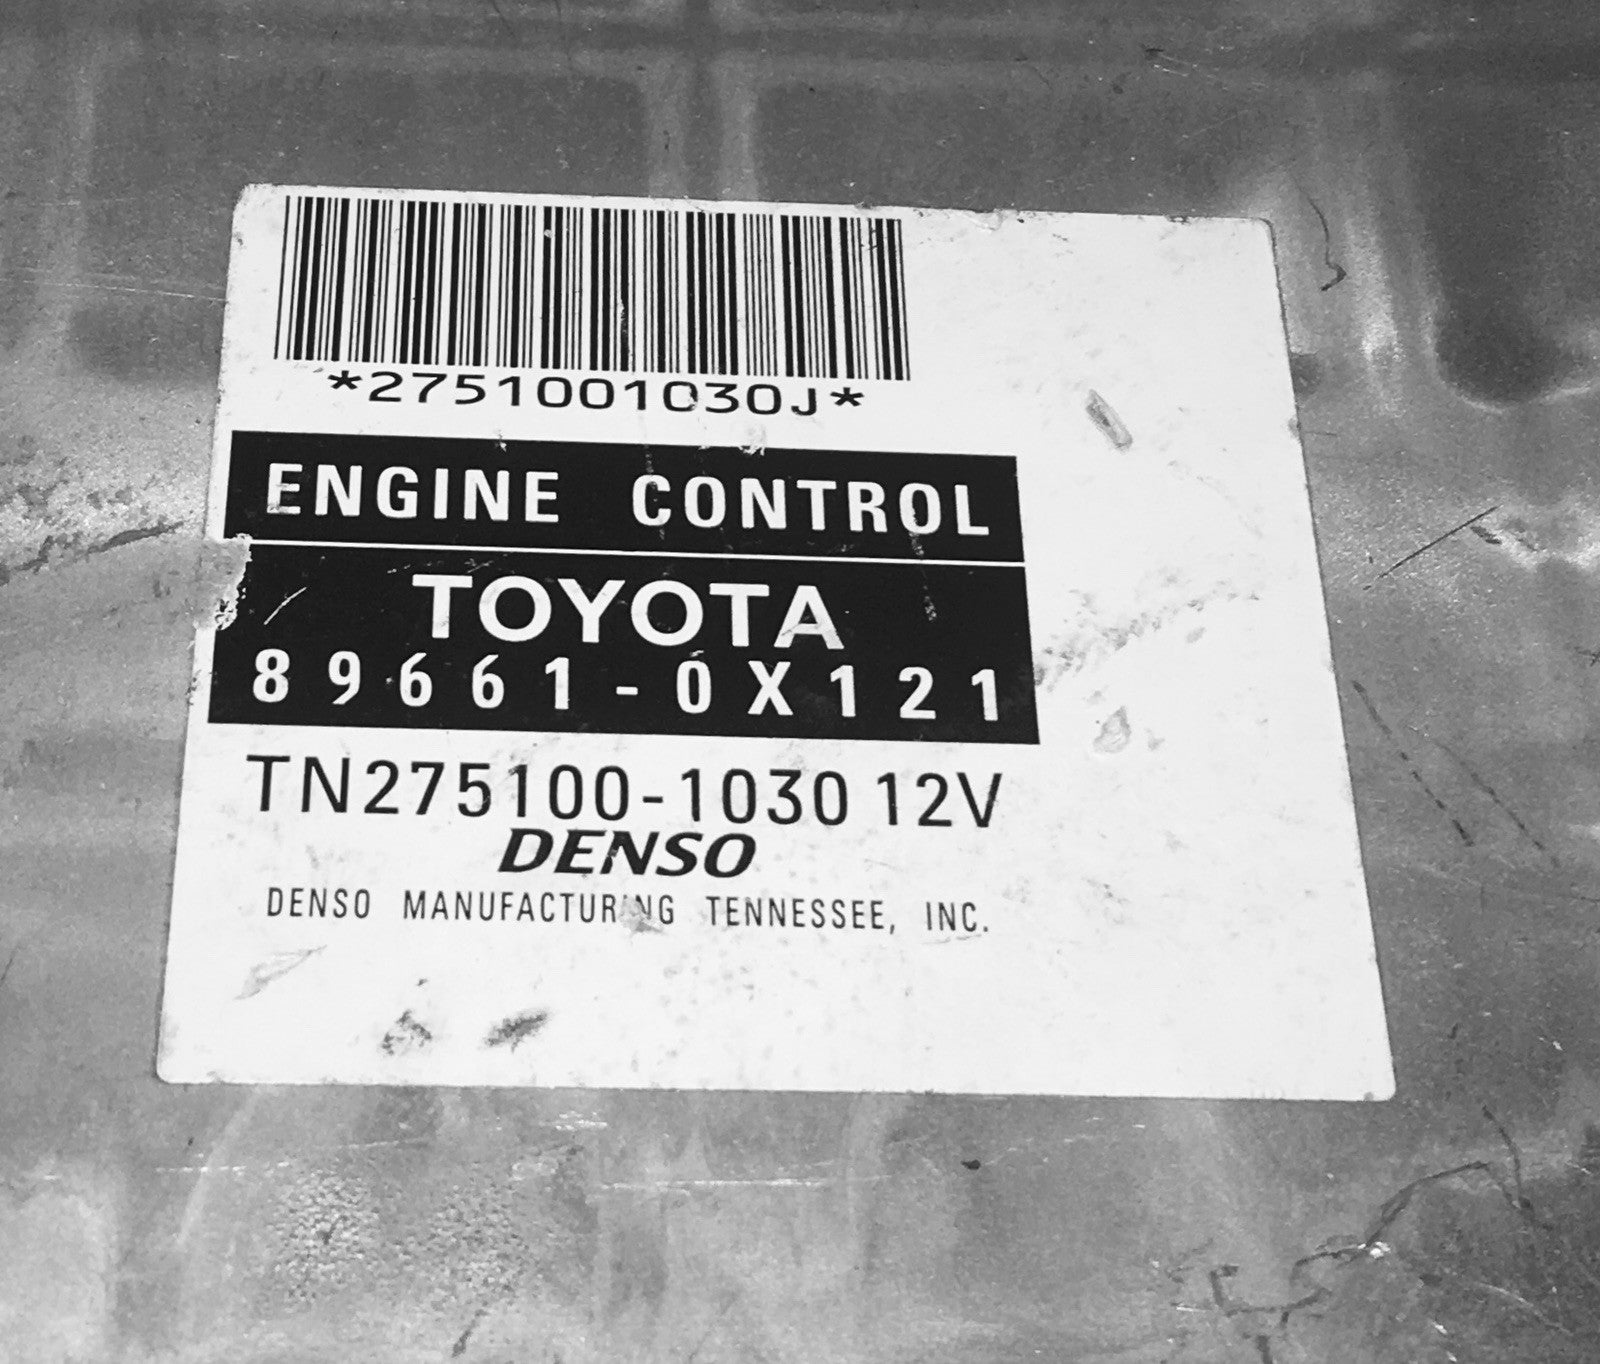 *2751001030J*
ENGINE CONTROL
TOYOTA
89661-0X121
TN275100-1030 12V
DENSO
DENSO MANUFACTURING TENNESSEE, INC.